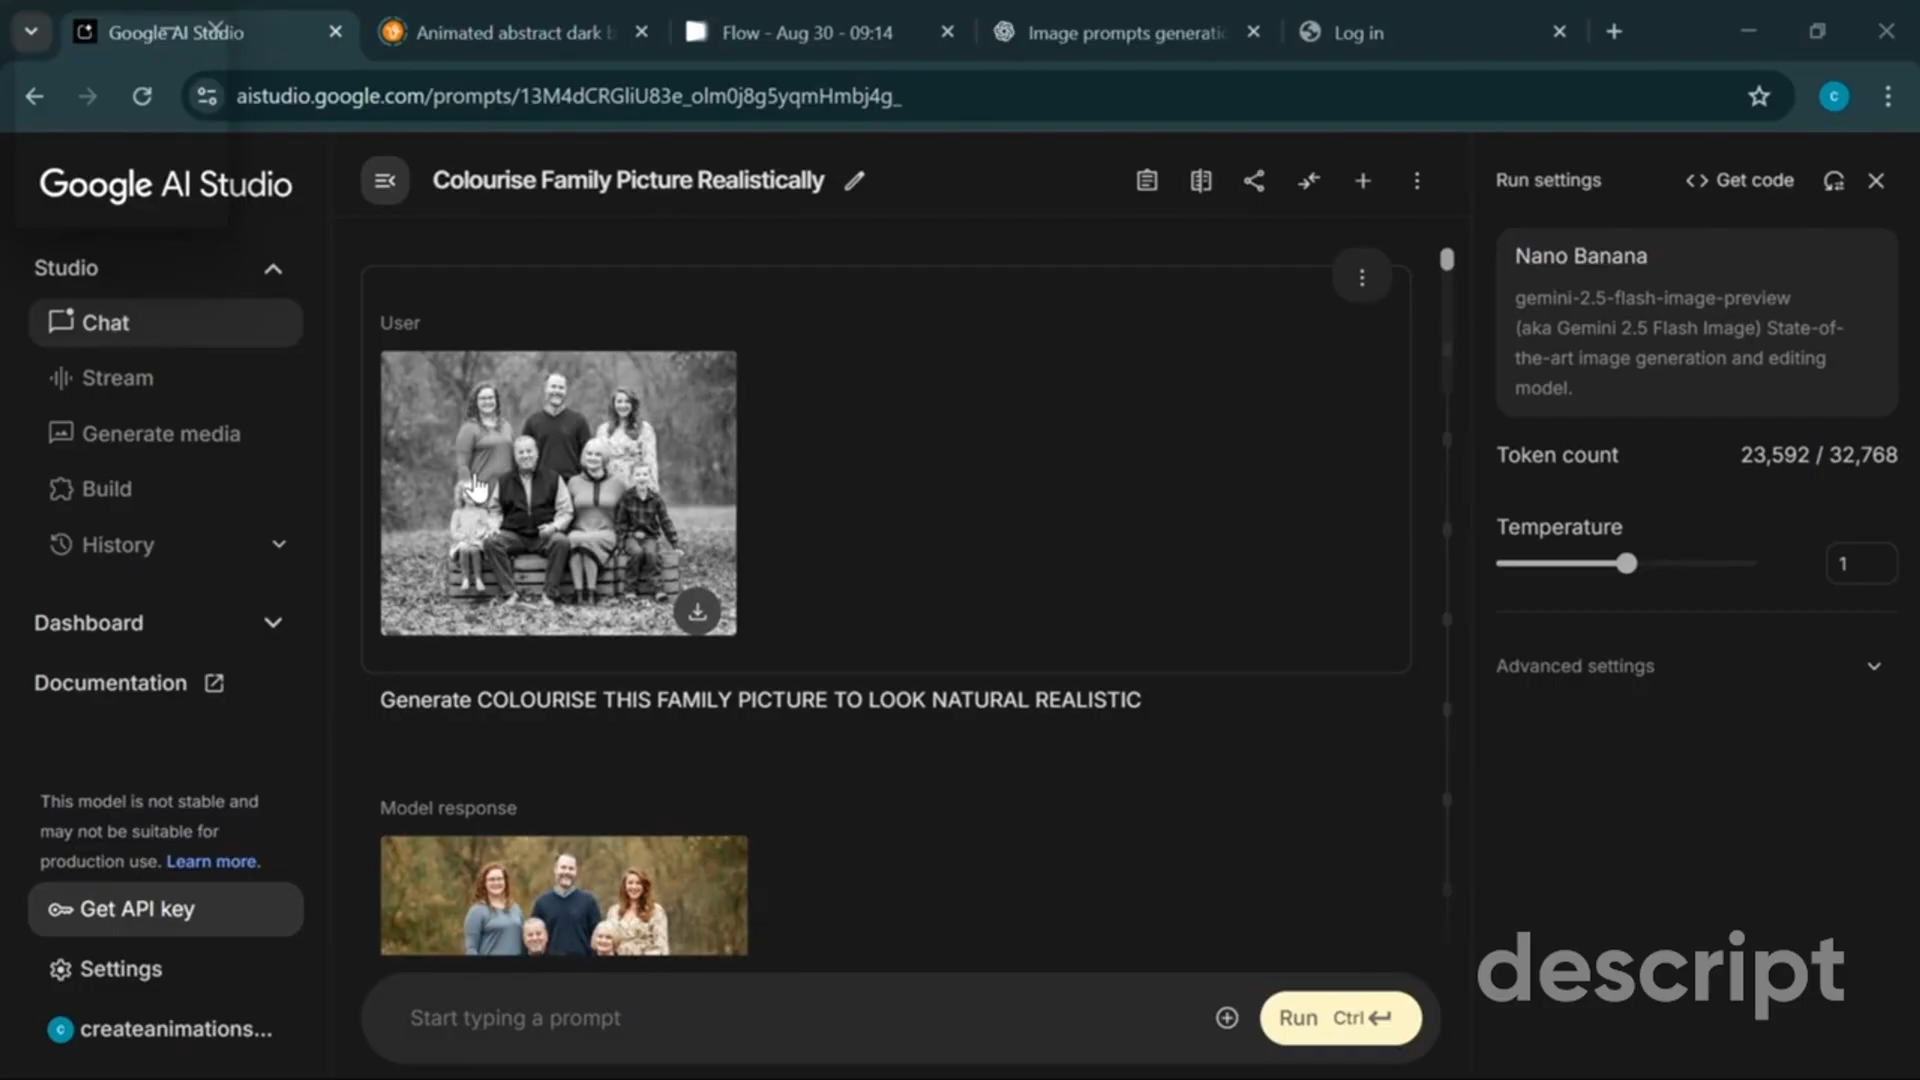 Google AI Studio
Animated abstract dark
Flow - Aug 30 - 09:14
Image prompts generati
Log in
aistudio.google.com/prompts/13M4dCRGliU83e_olm0j8g5yqmHmbj4g_
c
Google AI Studio
Colourise Family Picture Realistically
Run settings
<> Get code
Studio
Chat
Stream
Generate media
Build
History
Dashboard
Documentation
This model is not stable and
may not be suitable for
production use. Learn more.
Get API key
Settings
c createanimations...
User
Generate COLOURISE THIS FAMILY PICTURE TO LOOK NATURAL REALISTIC
Model response
Start typing a prompt
Run Ctrl
Nano Banana
gemini-2.5-flash-image-preview
(aka Gemini 2.5 Flash Image) State-of-
the-art image generation and editing
model.
Token count 23,592 / 32,768
Temperature
1
Advanced settings
descript